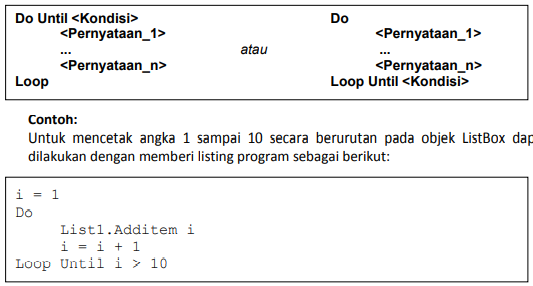 Do Until <Kondisi>
<Pernyataan_1>
...
<Pernyataan_n>
Loop
atau
Do
<Pernyataan_1>
...
<Pernyataan_n>
Loop Until <Kondisi>
Contoh:
Untuk mencetak angka 1 sampai 10 secara berurutan pada objek ListBox
dilakukan dengan memberi listing program sebagai berikut:
i = 1
Do
List1.Additem i
i = i + 1
Loop Until i > 10